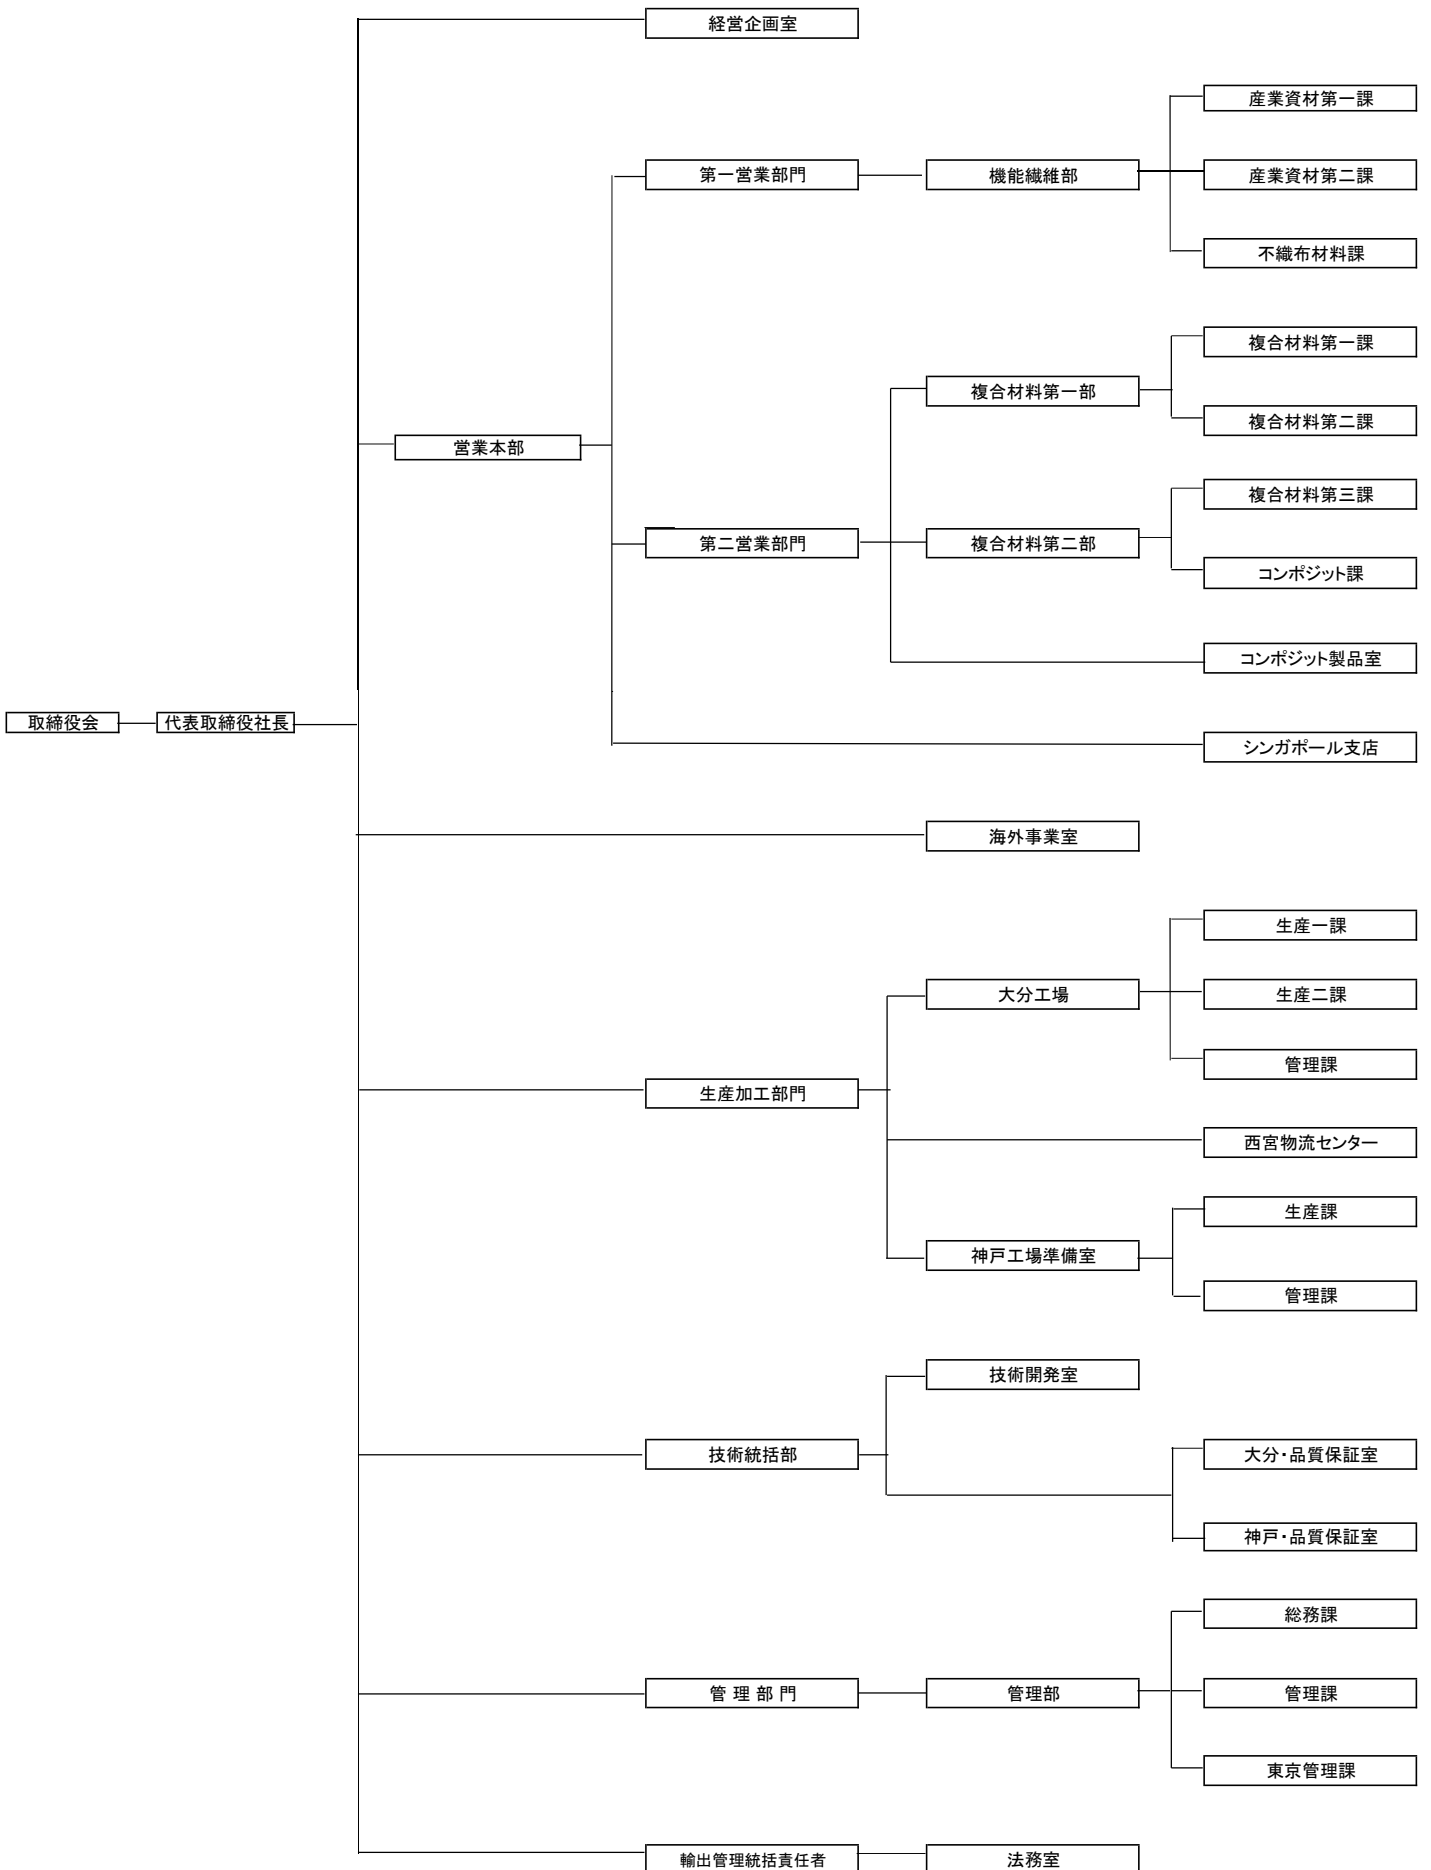 経営企画室
産業資材第一課
第一営業部門
機能繊維部
産業資材第二課
不織布材料課
複合材料第一課
複合材料第一部
複合材料第二課
営業本部
複合材料第三課
第二営業部門
複合材料第二部
コンポジット課
コンポジット製品室
取締役会
代表取締役社長
シンガポール支店
海外事業室
生産一課
大分工場
生産二課
管理課
生産加工部門
西宮物流センター
生産課
神戸工場準備室
管理課
技術開発室
技術統括部
大分・品質保証室
神戸・品質保証室
総務課
管 理 部 門
管理部
管理課
東京管理課
輸出管理統括責任者
法務室